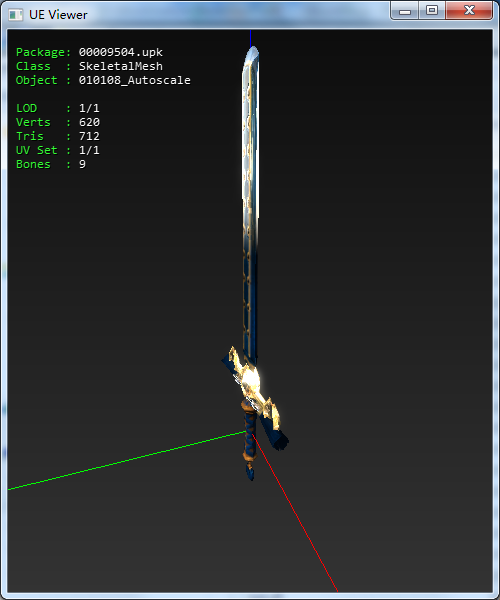 UE Viewer
Package: 00009504.upk
Class  : SkeletalMesh
Object : 010108_Autoscale
LOD    : 1/1
Verts  : 620
Tris   : 712
UV Set : 1/1
Bones  : 9